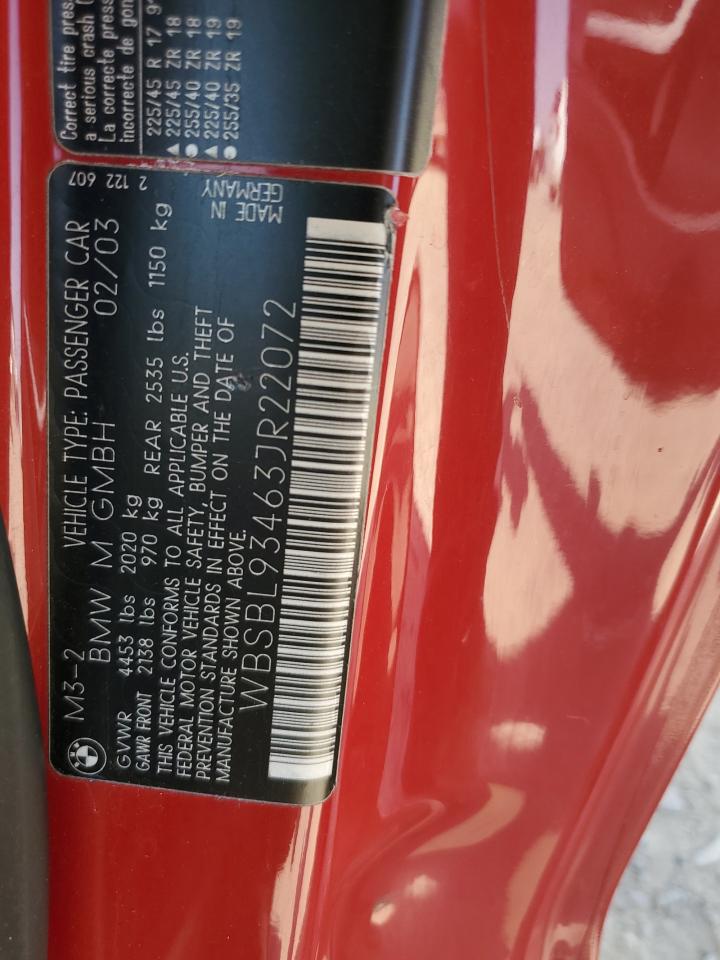 Correct tire pres
a serious crash
La correcte press
incorrecte de gon
225/45 R 17 9
▲ 225/45 ZR 18
● 255/40 ZR 18
▲ 225/40 ZR 19
● 255/35 ZR 19
M3-2 VEHICLE TYPE: PASSENGER CAR 2 122 607
BMW M GMBH 02/03
GVWR 4453 lbs 2020 kg
GAWR FRONT 2138 lbs 970 kg REAR 2535 lbs 1150 kg
THIS VEHICLE CONFORMS TO ALL APPLICABLE U.S.
FEDERAL MOTOR VEHICLE SAFETY, BUMPER AND THEFT
PREVENTION STANDARDS IN EFFECT ON THE DATE OF
MANUFACTURE SHOWN ABOVE.
WBSBL93463JR22072
MADE IN
GERMANY